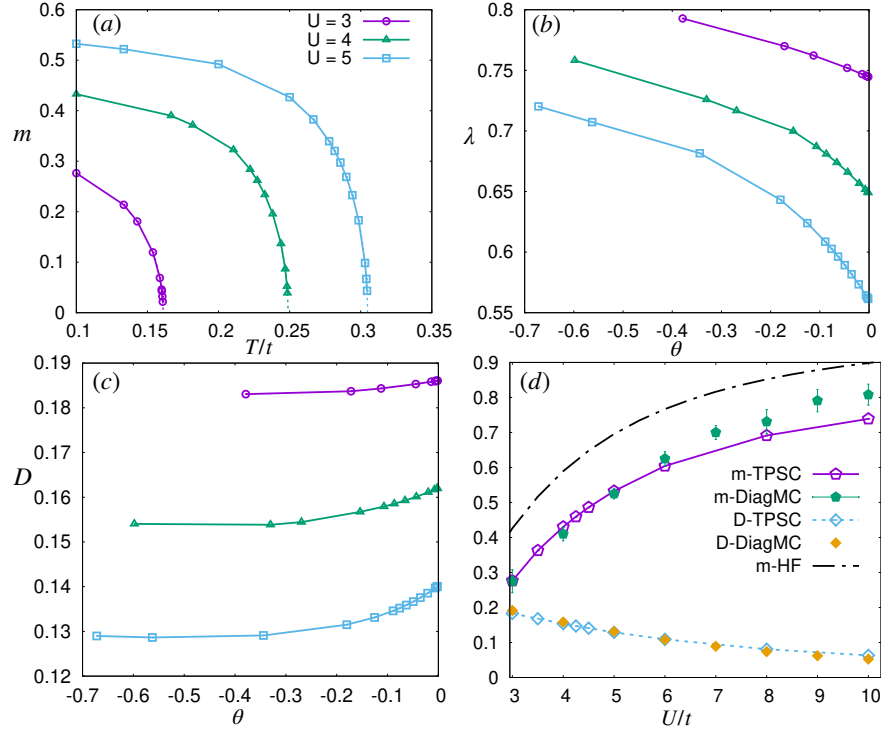 (a)
U = 3
U = 4
U = 5
0.6
0.5
0.4
0.3
0.2
0.1
0
m
0.1 0.15 0.2 0.25 0.3 0.35
T/t
(b)
0.8
0.75
0.7
0.65
0.6
0.55
λ
-0.7 -0.6 -0.5 -0.4 -0.3 -0.2 -0.1 0
θ
(c)
0.19
0.18
0.17
0.16
0.15
0.14
0.13
0.12
D
-0.7 -0.6 -0.5 -0.4 -0.3 -0.2 -0.1 0
θ
(d)
0.9
0.8
0.7
0.6
0.5
0.4
0.3
0.2
0.1
0
m-TPSC
m-DiagMC
D-TPSC
D-DiagMC
m-HF
3 4 5 6 7 8 9 10
U/t